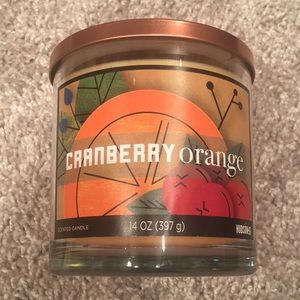 CRANBERRY orange
SCENTED CANDLE
14 OZ (397 g)